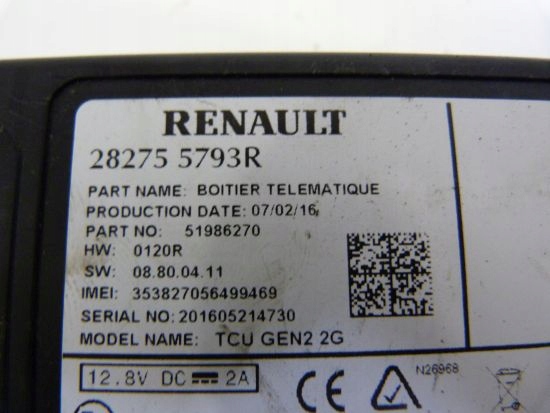 RENAULT
28275 5793R
PART NAME: BOITIER TELEMATIQUE
PRODUCTION DATE: 07/02/16
PART NO: 51986270
HW: 0120R
SW: 08.80.04.11
IMEI: 353827056499469
SERIAL NO: 201605214730
MODEL NAME: TCU GEN2 2G
12.8V DC 2A
CE
N26968